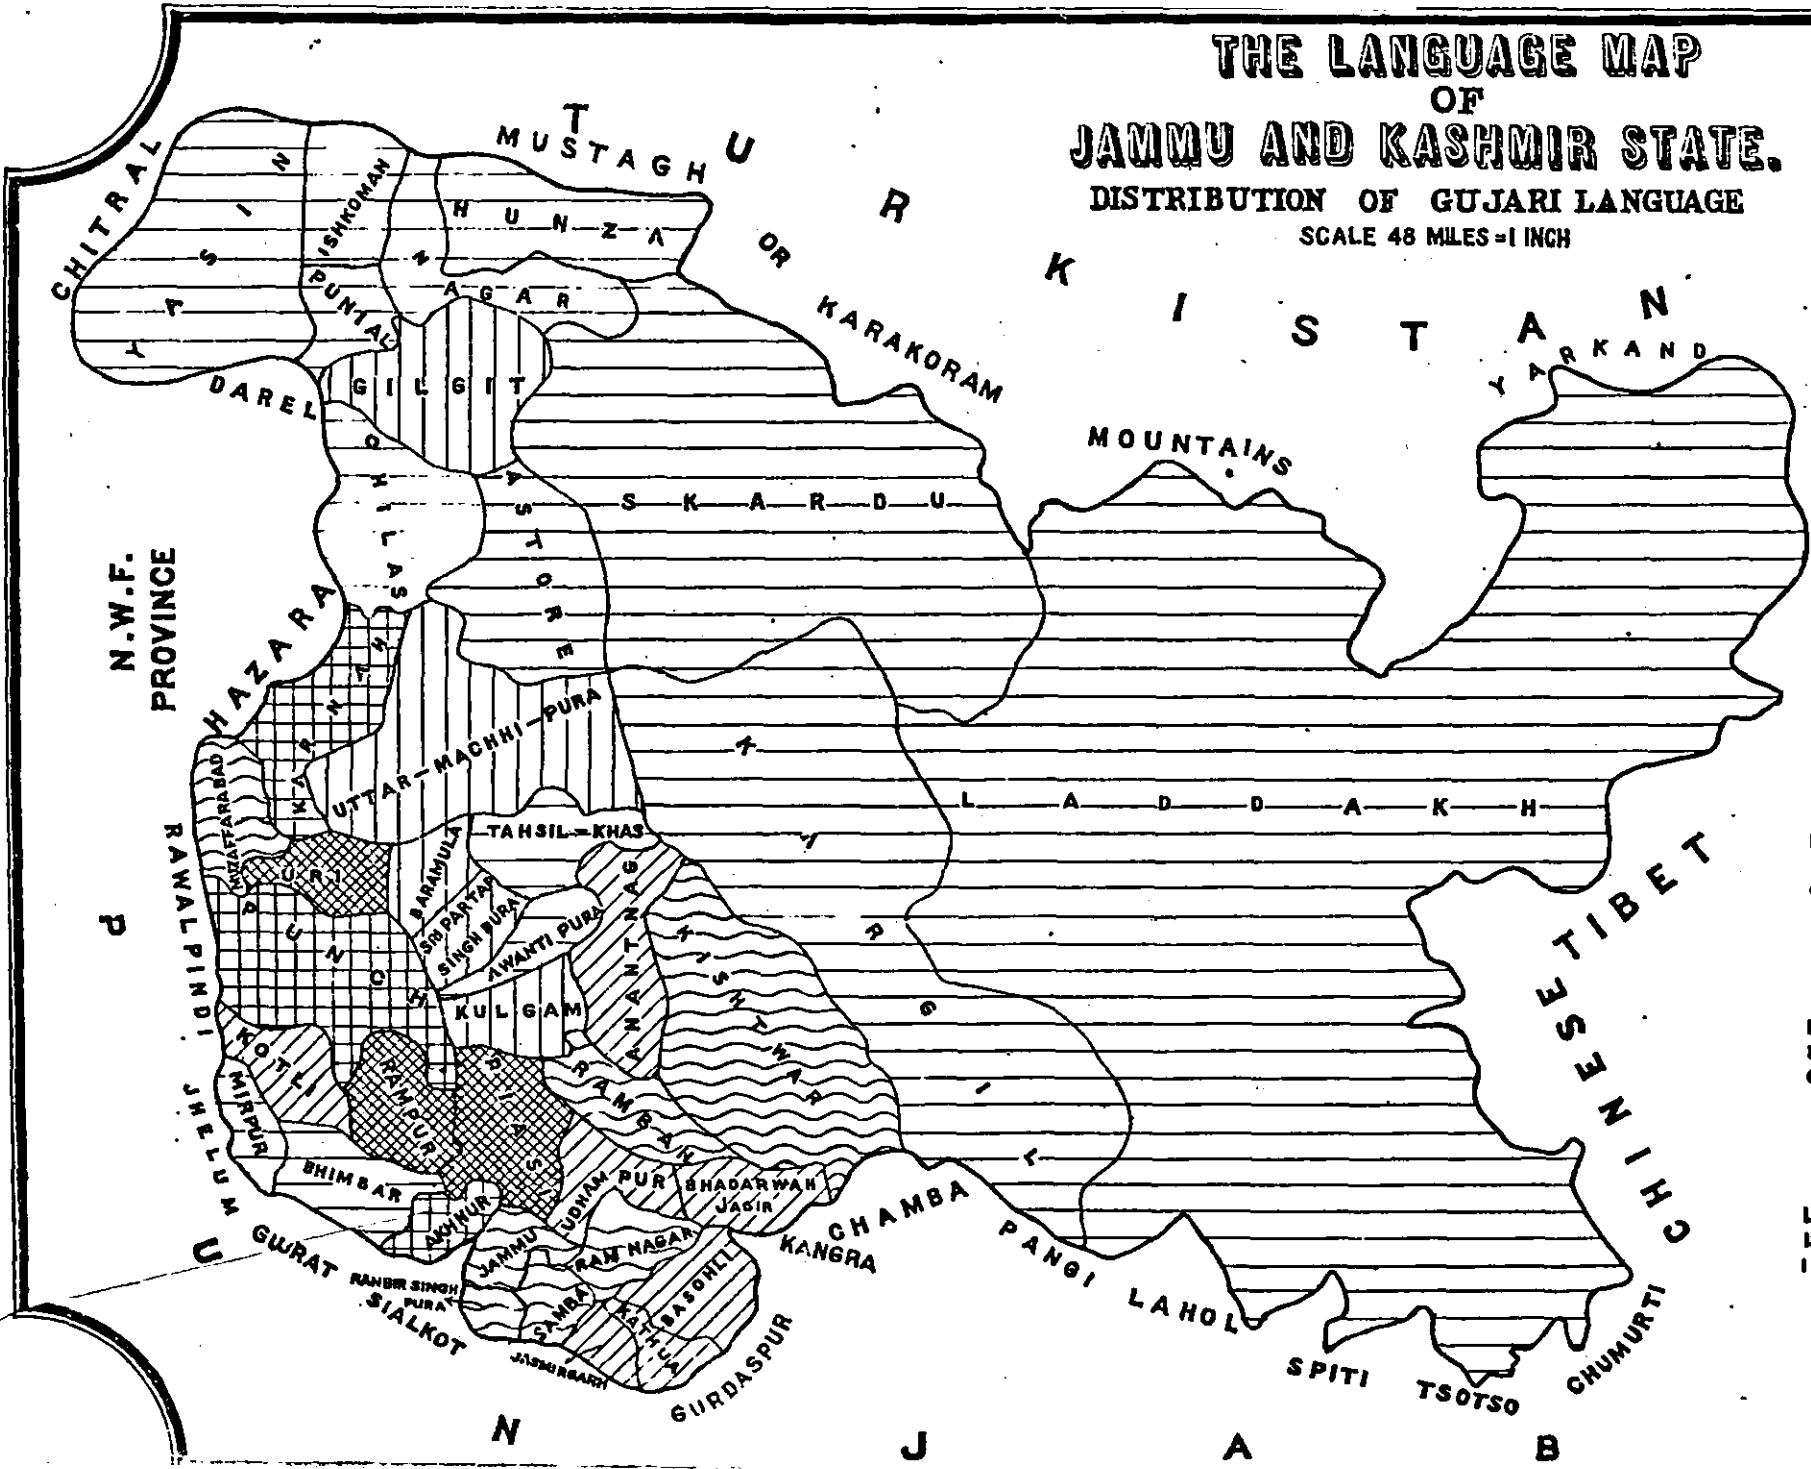 THE LANGUAGE MAP
OF
JAMMU AND KASHMIR STATE.
DISTRIBUTION OF GUJARI LANGUAGE
SCALE 48 MILES = 1 INCH
TURKISTAN
MUSTAGH
OR
KARAKORAM
MOUNTAINS
YARKAND
CHITRAL
YASIN
ISHKOMAN
HUNZA
NAGAR
PUNIAL
DAREL
GILGIT
CHILAS
ASTORE
SKARDU
N.W.F.
PROVINCE
HAZARA
KARNAH
UTTAR-MACHHI-PURA
MUZAFFARABAD
KIRGIL
LADDAKH
TAHSIL=KHAS
BARAMULA
URI
SRI PARTAP
SINGH PURA
AWANTI PURA
ANANTNAG
KISHTWAR
RAWALPINDI
PUNCH
KULGAM
KOTLI
RAMPUR
RIASI
RAMBAN
MIRPUR
JHELUM
BHIMBAR
AKHNUR
UDHAMPUR
BHADARWAH
JAGIR
JAMMU
RAM NAGAR
BASOHLI
SAMBA
KATHUA
RANBIR SINGH
PURA
JASMIRGARH
GUJRAT
SIALKOT
GURDASPUR
KANGRA
CHAMBA
PANGI
LAHOL
SPITI
TSOTSO
CHUMURTI
CHINESE TIBET
PUNJAB